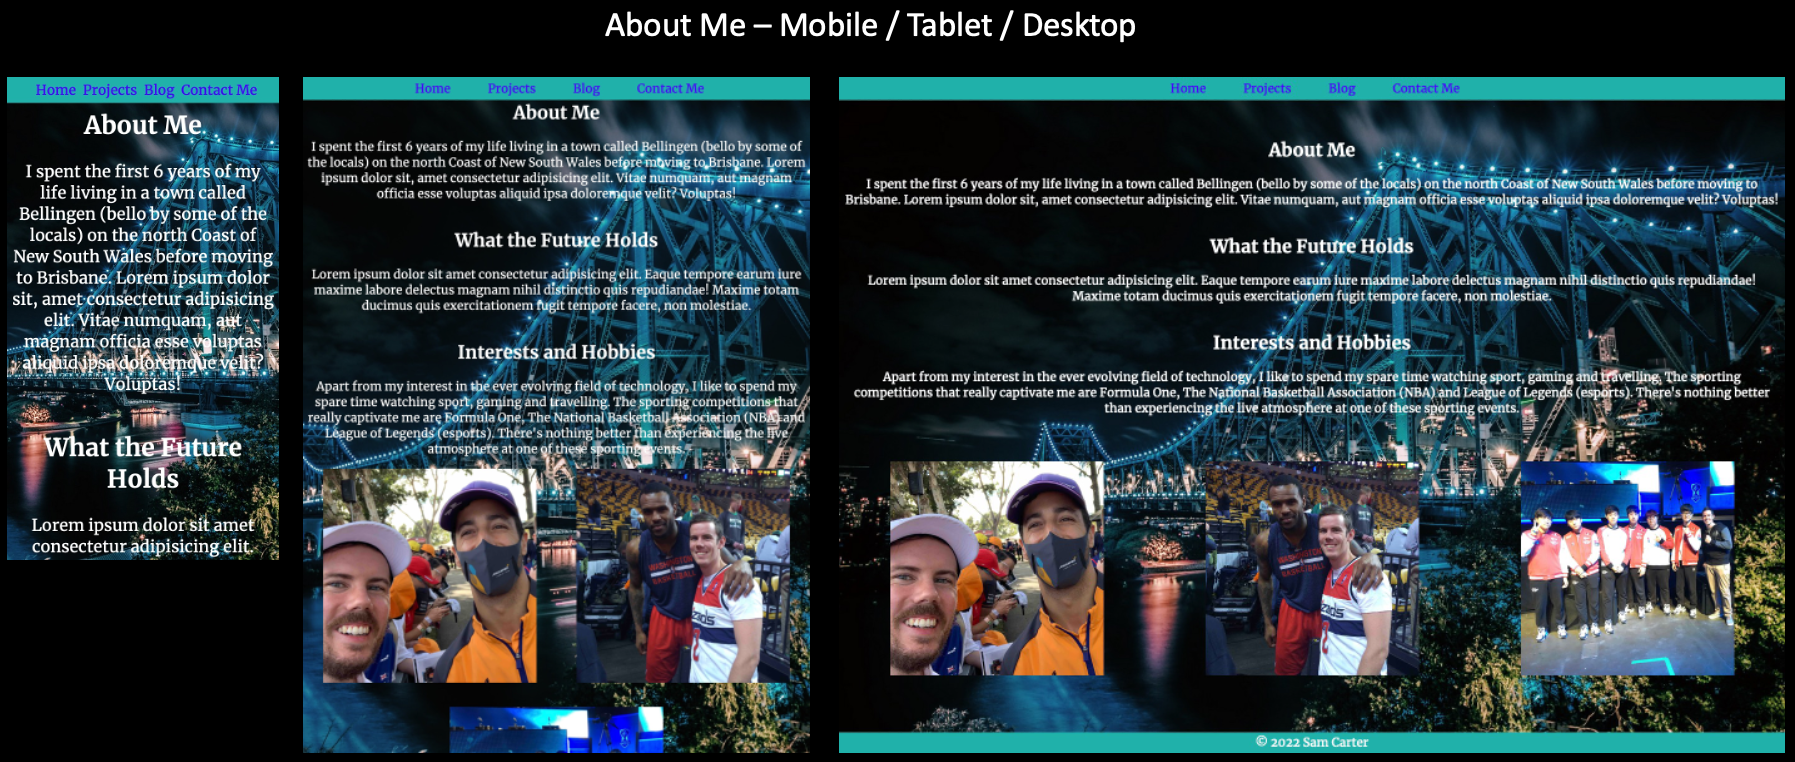 About Me – Mobile / Tablet / Desktop
Home Projects Blog Contact Me
About Me
I spent the first 6 years of my
life living in a town called
Bellingen (bello by some of the
locals) on the north Coast of
New South Wales before moving
to Brisbane. Lorem ipsum dolor
sit, amet consectetur adipisicing
elit. Vitae numquam, aut
magnam officia esse voluptas
aliquid ipsa doloremque velit?
Voluptas!
What the Future
Holds
Lorem ipsum dolor sit amet
consectetur adipisicing elit.
Home Projects Blog Contact Me
About Me
I spent the first 6 years of my life living in a town called Bellingen (bello by some of
the locals) on the north Coast of New South Wales before moving to Brisbane. Lorem
ipsum dolor sit, amet consectetur adipisicing elit. Vitae numquam, aut magnam
officia esse voluptas aliquid ipsa doloremque velit? Voluptas!
What the Future Holds
Lorem ipsum dolor sit amet consectetur adipisicing elit. Eaque tempore earum iure
maxime labore delectus magnam nihil distinctio quis repudiandae! Maxime totam
ducimus quis exercitationem fugit tempore facere, non molestiae.
Interests and Hobbies
Apart from my interest in the ever evolving field of technology, I like to spend my
spare time watching sport, gaming and travelling. The sporting competitions that
really captivate me are Formula One, The National Basketball Association (NBA) and
League of Legends (esports). There's nothing better than experiencing the live
atmosphere at one of these sporting events.
WASHINGTON
BASKETBALL
Home Projects Blog Contact Me
About Me
I spent the first 6 years of my life living in a town called Bellingen (bello by some of the locals) on the north Coast of New South Wales before moving to
Brisbane. Lorem ipsum dolor sit, amet consectetur adipisicing elit. Vitae numquam, aut magnam officia esse voluptas aliquid ipsa doloremque velit? Voluptas!
What the Future Holds
Lorem ipsum dolor sit amet consectetur adipisicing elit. Eaque tempore earum iure maxime labore delectus magnam nihil distinctio quis repudiandae!
Maxime totam ducimus quis exercitationem fugit tempore facere, non molestiae.
Interests and Hobbies
Apart from my interest in the ever evolving field of technology, I like to spend my spare time watching sport, gaming and travelling. The sporting
competitions that really captivate me are Formula One, The National Basketball Association (NBA) and League of Legends (esports). There's nothing better
than experiencing the live atmosphere at one of these sporting events.
WASHINGTON
BASKETBALL
© 2022 Sam Carter